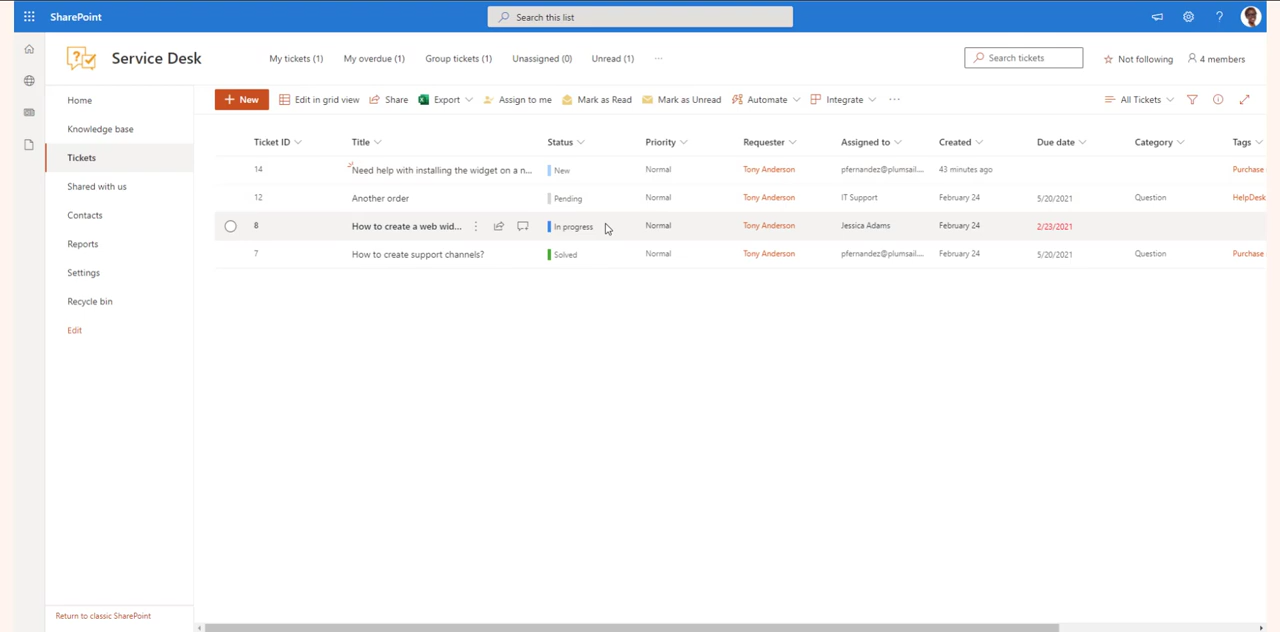 SharePoint
Search this list
Service Desk
My tickets (1) My overdue (1) Group tickets (1) Unassigned (0) Unread (1) ···
Search tickets
Not following 4 members
Home
Knowledge base
Tickets
Shared with us
Contacts
Reports
Settings
Recycle bin
Edit
Return to classic SharePoint
+ New Edit in grid view Share Export Assign to me Mark as Read Mark as Unread Automate Integrate ··· All Tickets
Ticket ID Title Status Priority Requester Assigned to Created Due date Category Tags
14 Need help with installing the widget on a n... New Normal Tony Anderson pfernandez@plumsail.... 43 minutes ago Purchase
12 Another order Pending Normal Tony Anderson IT Support February 24 5/20/2021 Question HelpDesk
8 How to create a web wid... In progress Normal Tony Anderson Jessica Adams February 24 2/23/2021
7 How to create support channels? Solved Normal Tony Anderson pfernandez@plumsail.... February 24 5/20/2021 Question Purchase